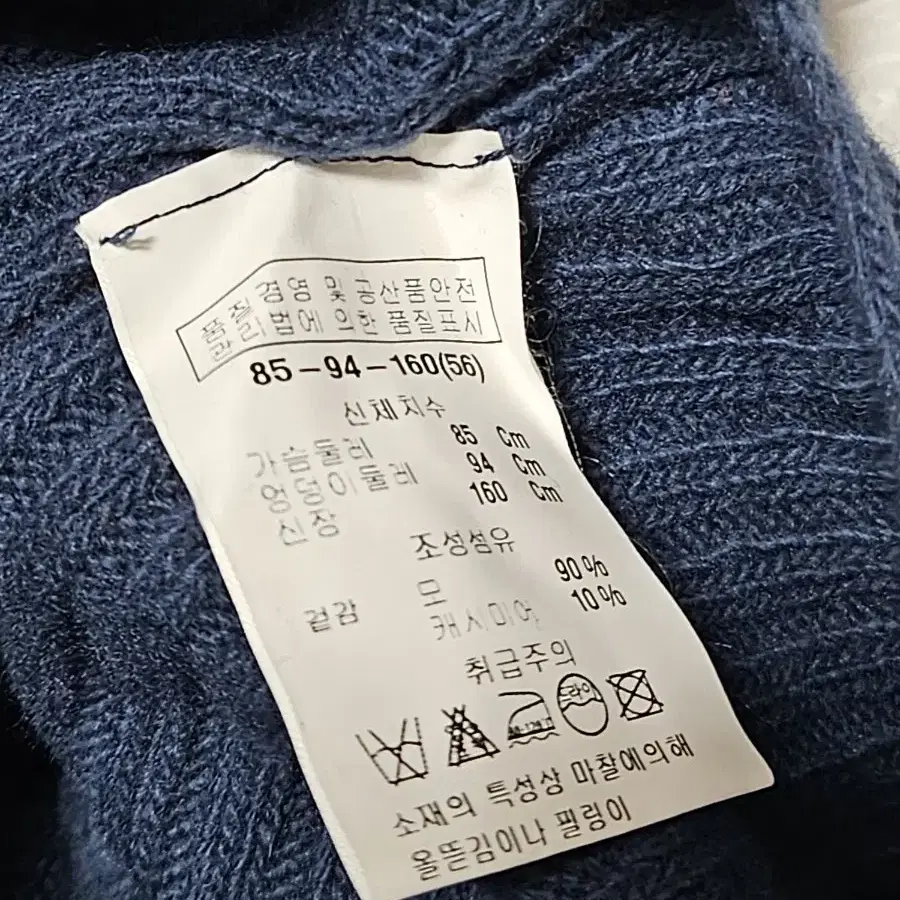 품질경영 및 공산품안전
관리법에 의한 품질표시
85-94-160(56)
신체치수
가슴둘레 85 Cm
엉덩이둘레 94 Cm
신장 160 Cm
조성섬유
겉감 모 90%
캐시미아 10%
취급주의
드라이
소재의 특성상 마찰에의해
올뜯김이나 필링이